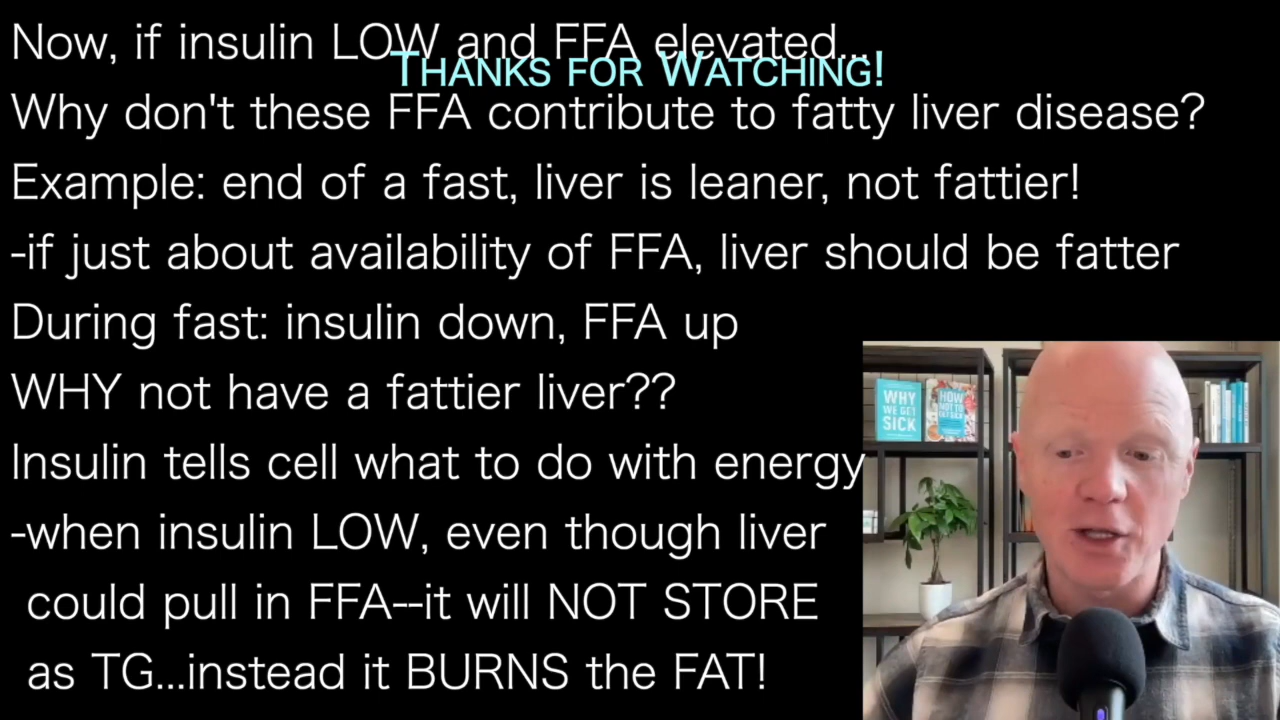 Now, if insulin LOW and FFA elevated...
THANKS FOR WATCHING!
Why don't these FFA contribute to fatty liver disease?
Example: end of a fast, liver is leaner, not fattier!
-if just about availability of FFA, liver should be fatter
During fast: insulin down, FFA up
WHY not have a fattier liver??
Insulin tells cell what to do with energy
-when insulin LOW, even though liver
could pull in FFA--it will NOT STORE
as TG...instead it BURNS the FAT!
WHY
WE GET
SICK
HOW
NOT TO
GET SICK